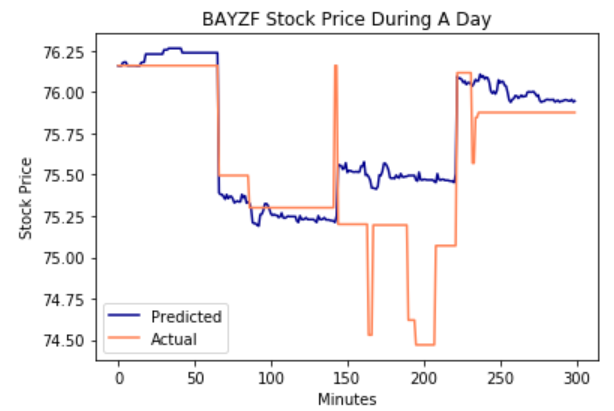 BAYZF Stock Price During A Day
Stock Price
76.25
76.00
75.75
75.50
75.25
75.00
74.75
74.50
Predicted
Actual
0 50 100 150 200 250 300
Minutes